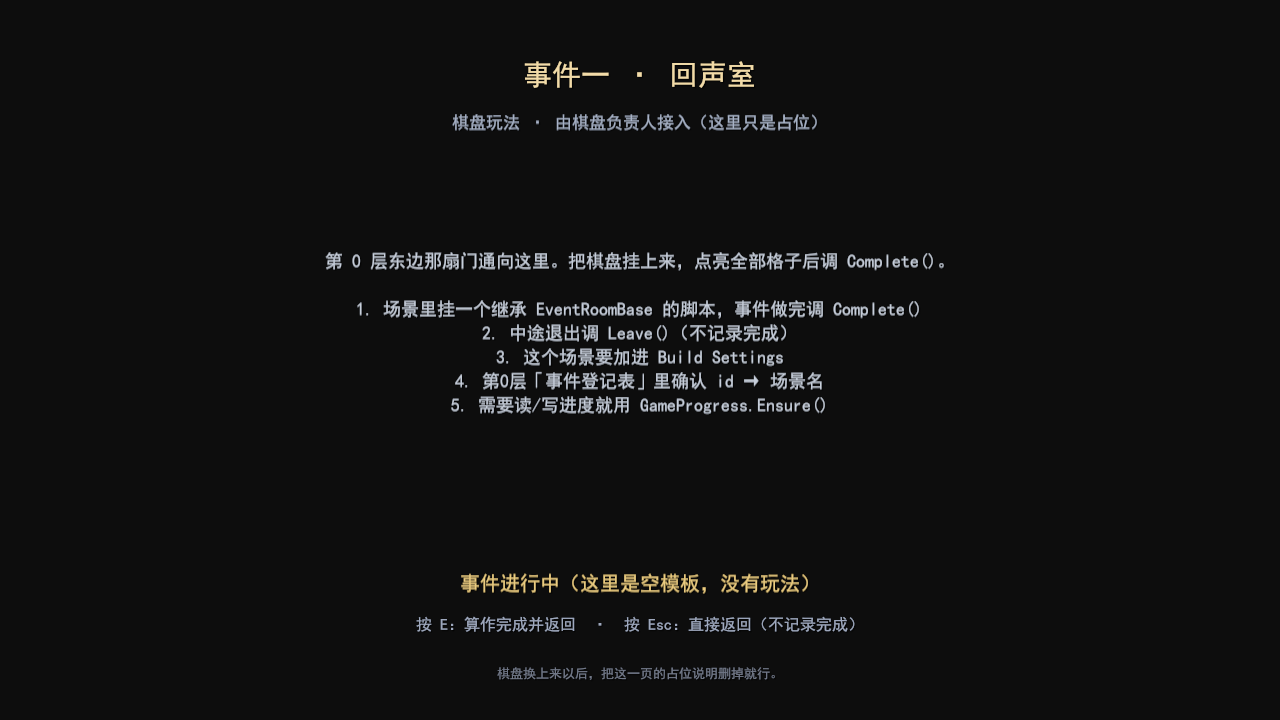 事件一 · 回声室
棋盘玩法 · 由棋盘负责人接入（这里只是占位）
第 0 层东边那扇门通向这里。把棋盘挂上来，点亮全部格子后调 Complete()。
1. 场景里挂一个继承 EventRoomBase 的脚本，事件做完调 Complete()
2. 中途退出调 Leave()（不记录完成）
3. 这个场景要加进 Build Settings
4. 第0层「事件登记表」里确认 id → 场景名
5. 需要读/写进度就用 GameProgress.Ensure()
事件进行中（这里是空模板，没有玩法）
按 E：算作完成并返回 · 按 Esc：直接返回（不记录完成）
棋盘换上来以后，把这一页的占位说明删掉就行。